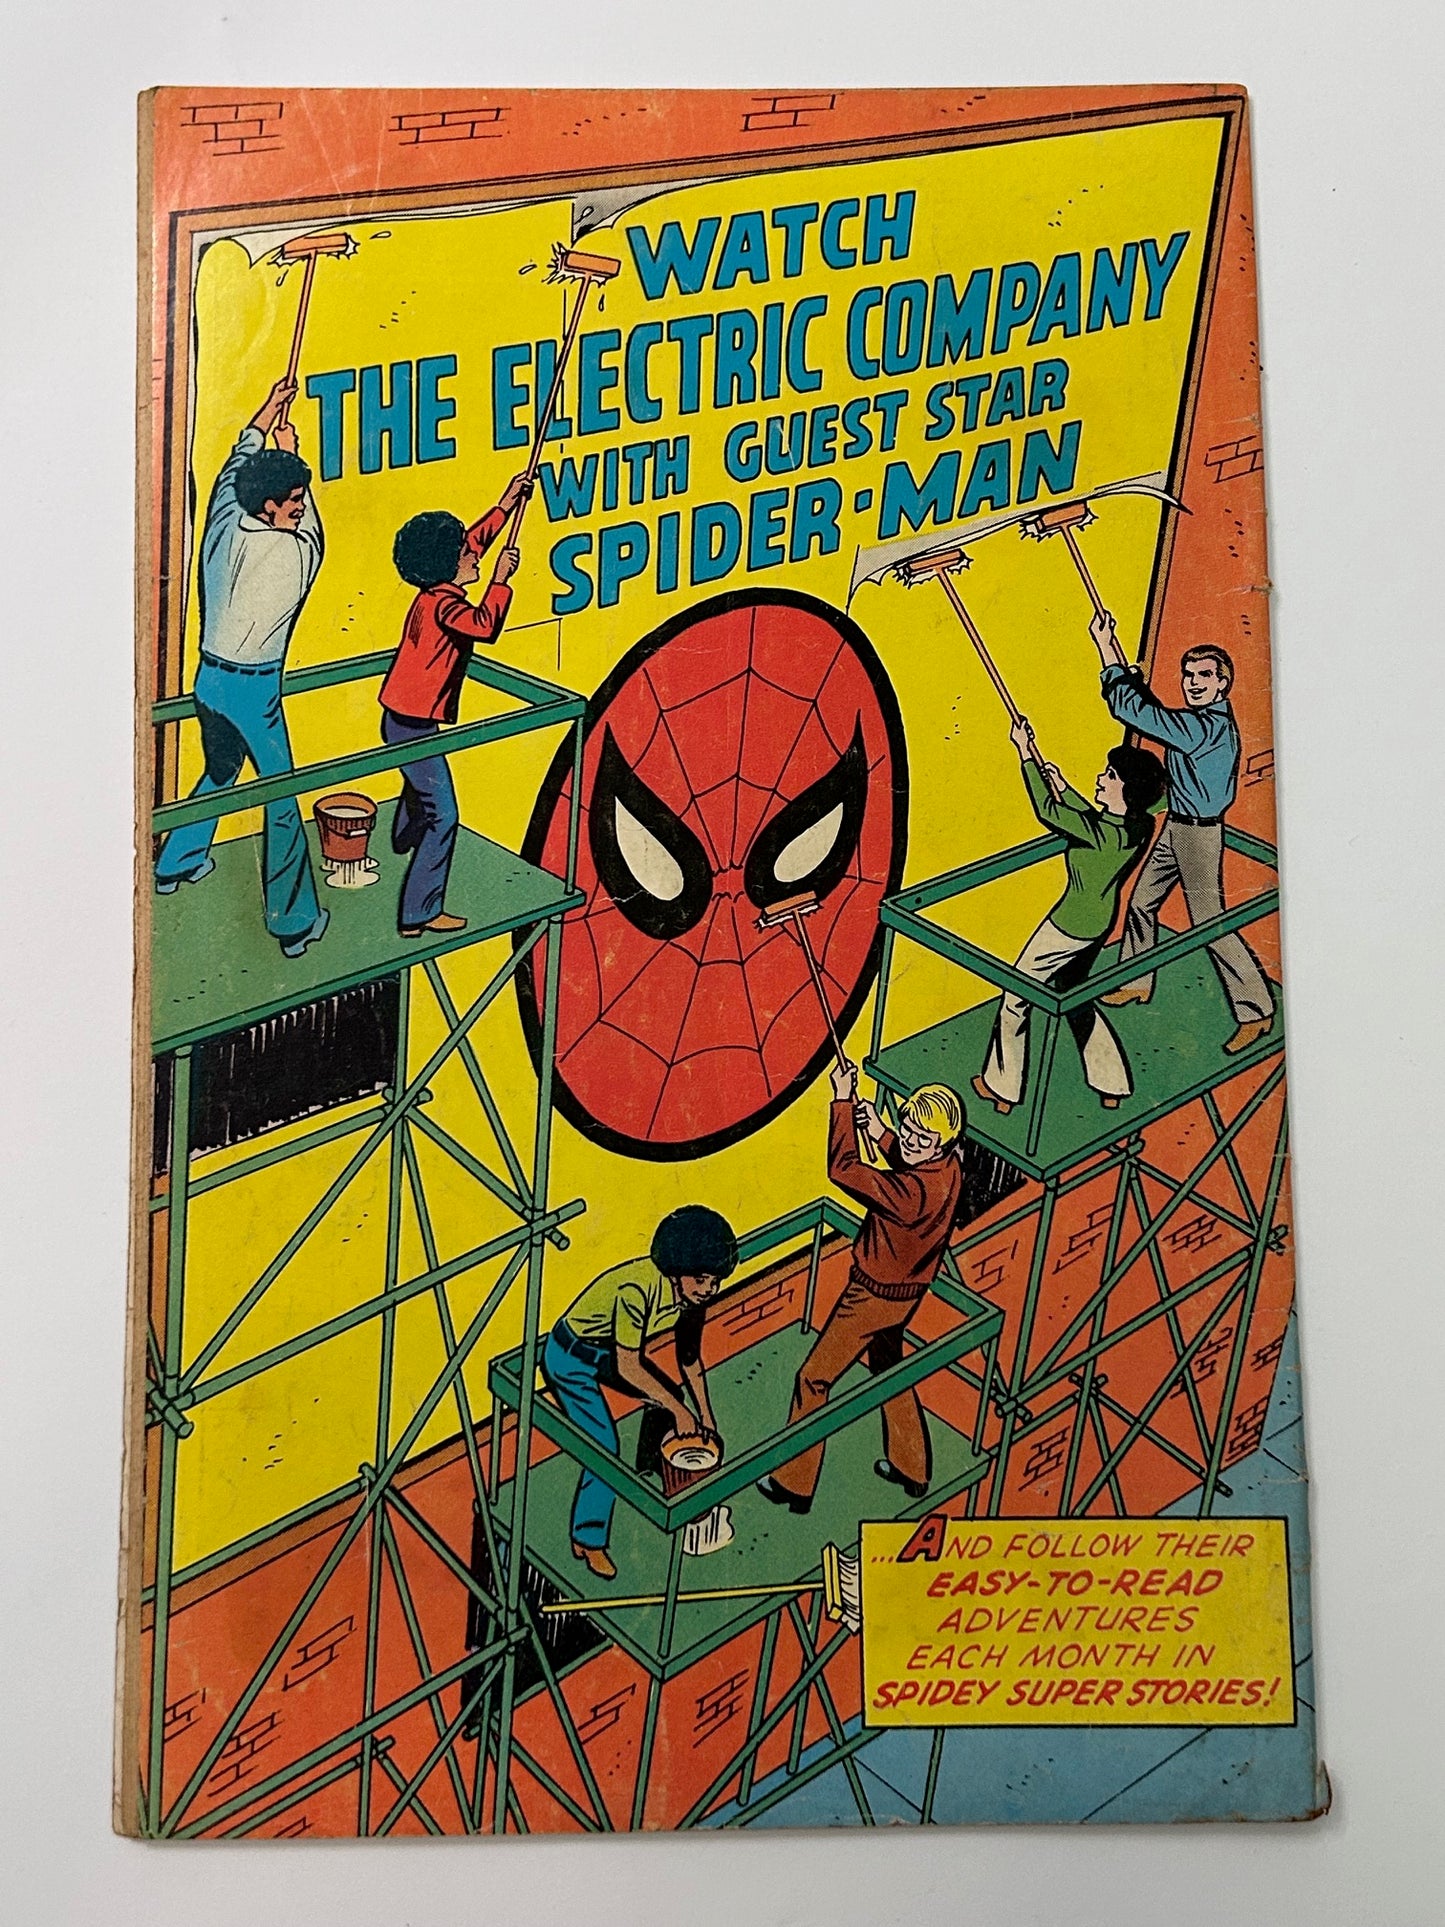 WATCH
THE ELECTRIC COMPANY
WITH GUEST STAR
SPIDER-MAN
...AND FOLLOW THEIR
EASY-TO-READ
ADVENTURES
EACH MONTH IN
SPIDEY SUPER STORIES!